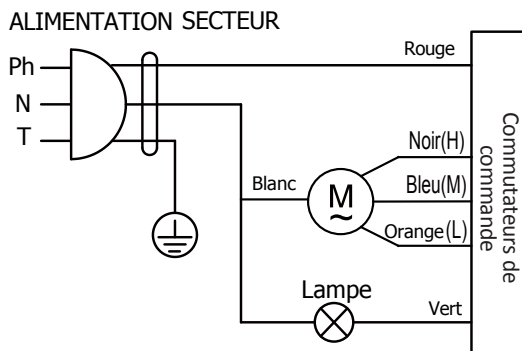 ALIMENTATION SECTEUR
Ph
N
T
Rouge
Noir(H)
Blanc
M
~
Bleu(M)
Orange(L)
Lampe
Vert
Commutateurs de
commande